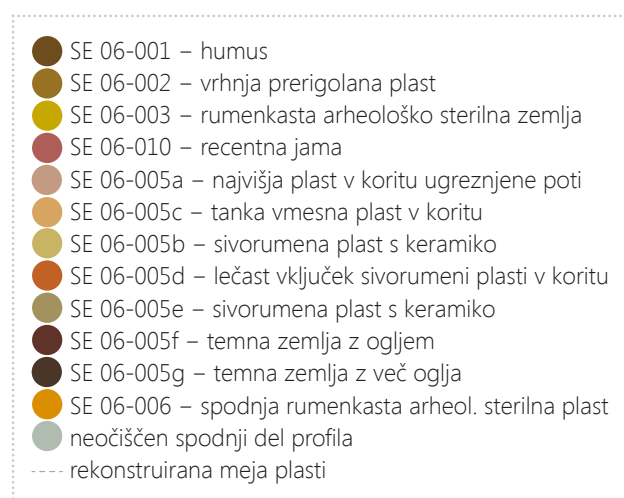 SE 06-001 – humus
SE 06-002 – vrhnja prerigolana plast
SE 06-003 – rumenkasta arheološko sterilna zemlja
SE 06-010 – recentna jama
SE 06-005a – najvišja plast v koritu ugreznjene poti
SE 06-005c – tanka vmesna plast v koritu
SE 06-005b – sivorumena plast s keramiko
SE 06-005d – lečast vključek sivorumeni plasti v koritu
SE 06-005e – sivorumena plast s keramiko
SE 06-005f – temna zemlja z ogljem
SE 06-005g – temna zemlja z več oglja
SE 06-006 – spodnja rumenkasta arheol. sterilna plast
neočiščen spodnji del profila
rekonstruirana meja plasti